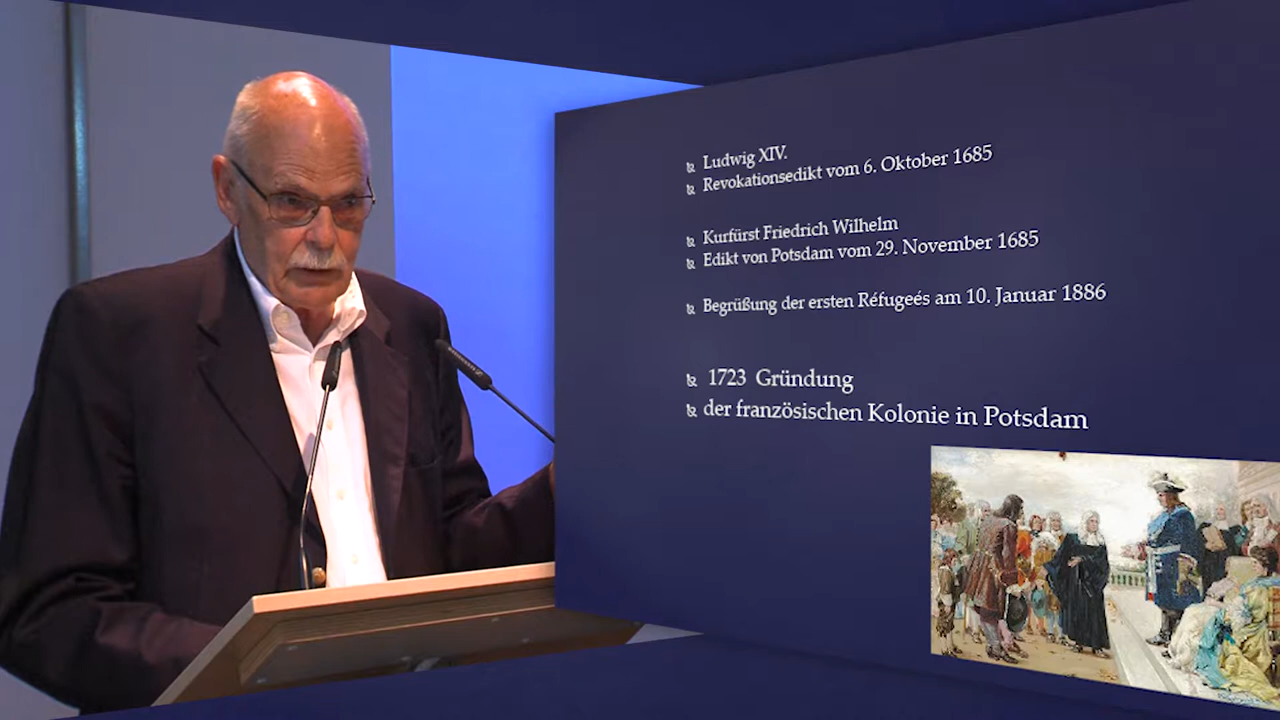 Ludwig XIV.
Revokationsedikt vom 6. Oktober 1685
Kurfürst Friedrich Wilhelm
Edikt von Potsdam vom 29. November 1685
Begrüßung der ersten Réfugeés am 10. Januar 1886
1723 Gründung
der französischen Kolonie in Potsdam